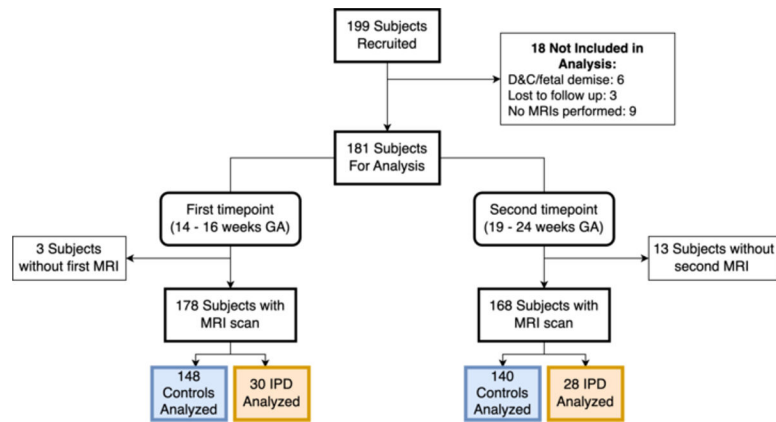 199 Subjects
Recruited
18 Not Included in
Analysis:
D&C/fetal demise: 6
Lost to follow up: 3
No MRIs performed: 9
181 Subjects
For Analysis
First timepoint
(14 - 16 weeks GA)
Second timepoint
(19 - 24 weeks GA)
3 Subjects
without first MRI
13 Subjects without
second MRI
178 Subjects with
MRI scan
168 Subjects with
MRI scan
148
Controls
Analyzed
30 IPD
Analyzed
140
Controls
Analyzed
28 IPD
Analyzed